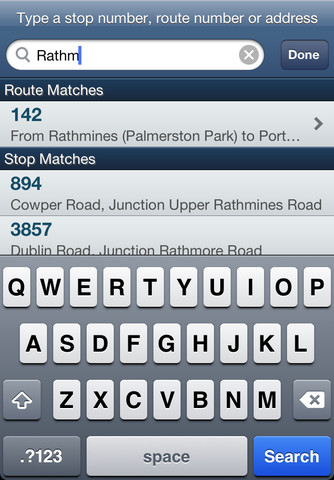 Type a stop number, route number or address
Rathm
Done
Route Matches
142
From Rathmines (Palmerston Park) to Port…
Stop Matches
894
Cowper Road, Junction Upper Rathmines Road
3857
Dublin Road, Junction Rathmore Road
Q W E R T Y U I O P
A S D F G H J K L
Z X C V B N M
.?123 space Search